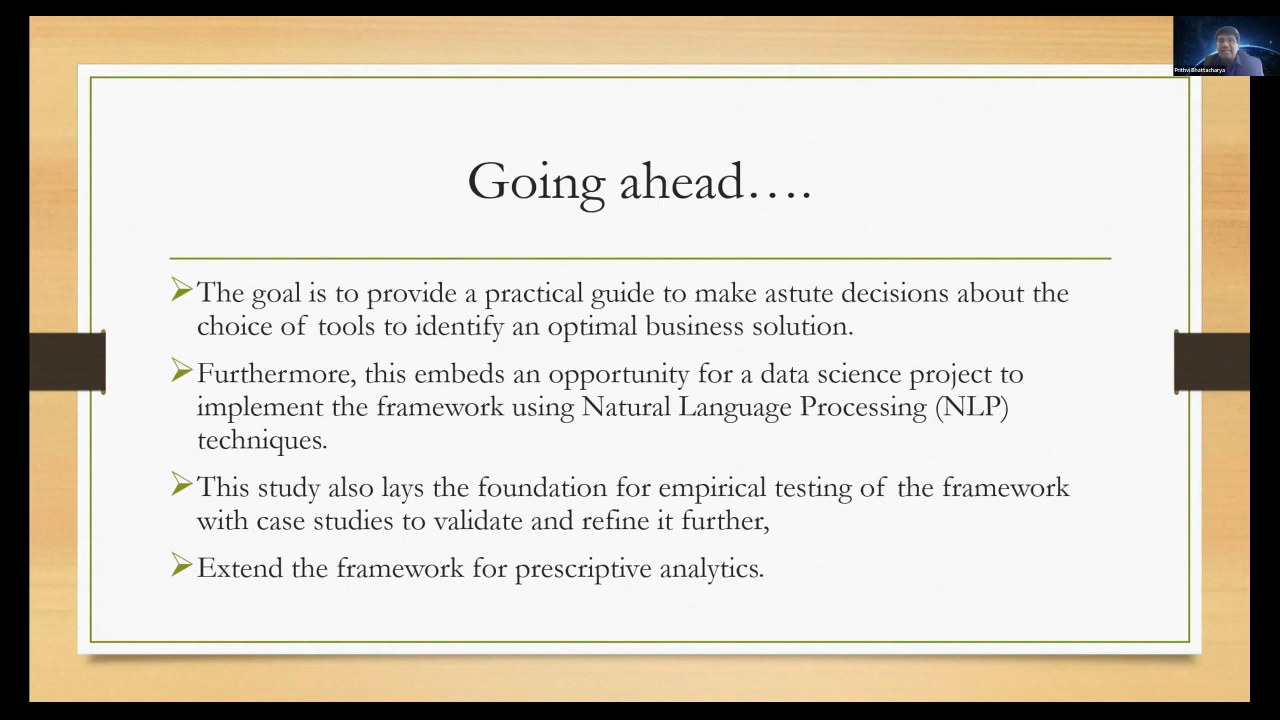 Prithvi Bhattacharya
Going ahead….
The goal is to provide a practical guide to make astute decisions about the
choice of tools to identify an optimal business solution.
Furthermore, this embeds an opportunity for a data science project to
implement the framework using Natural Language Processing (NLP)
techniques.
This study also lays the foundation for empirical testing of the framework
with case studies to validate and refine it further,
Extend the framework for prescriptive analytics.